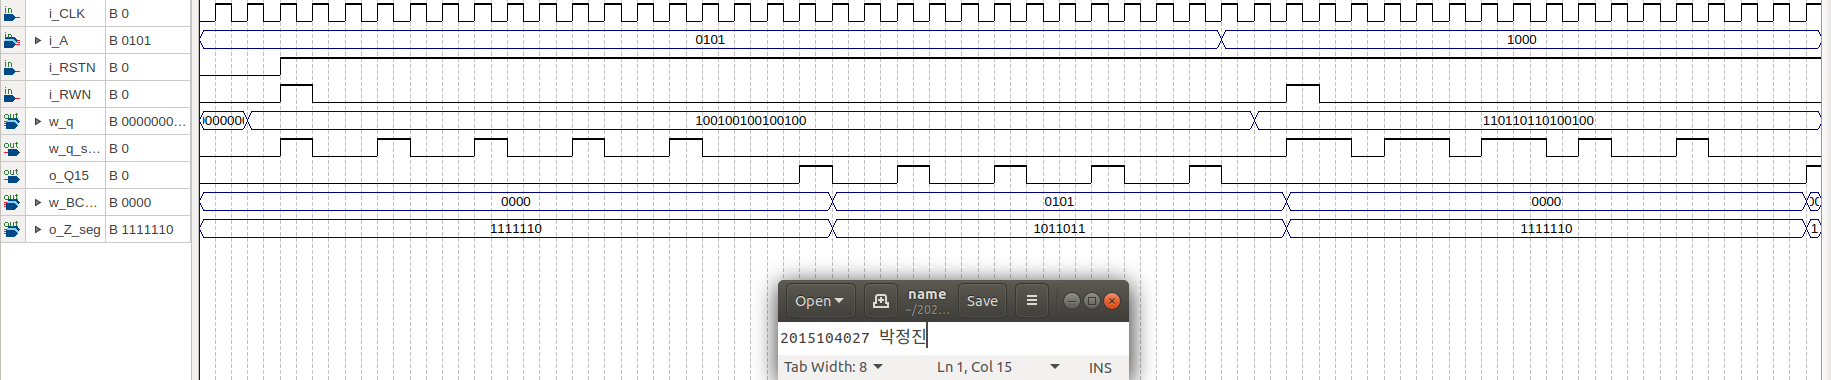 in i_CLK B 0
in i_A B 0101 0101 1000
in i_RSTN B 0
in i_RWN B 0
out w_q B 0000000... 100100100100100 110110110100100
out w_q_s... B 0
out o_Q15 B 0
out w_BC... B 0000 0000 0101 0000
out o_Z_seg B 1111110 1111110 1011011 1111110 1
Open name Save
~/202...
2015104027 박정진
Tab Width: 8 Ln 1, Col 15 INS